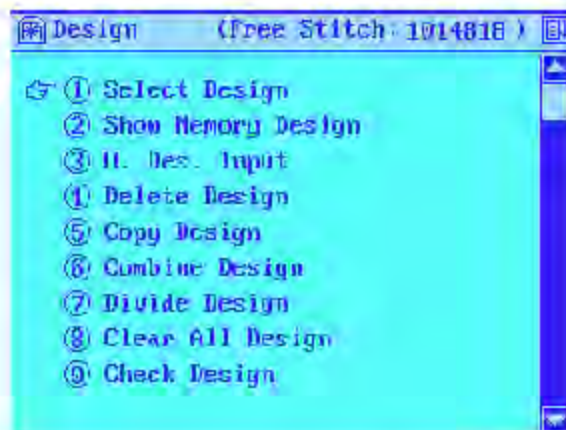 Design (Free Stitch: 1014818)
① Select Design
② Show Memory Design
③ M. Des. Input
④ Delete Design
⑤ Copy Design
⑥ Combine Design
⑦ Divide Design
⑧ Clear All Design
⑨ Check Design